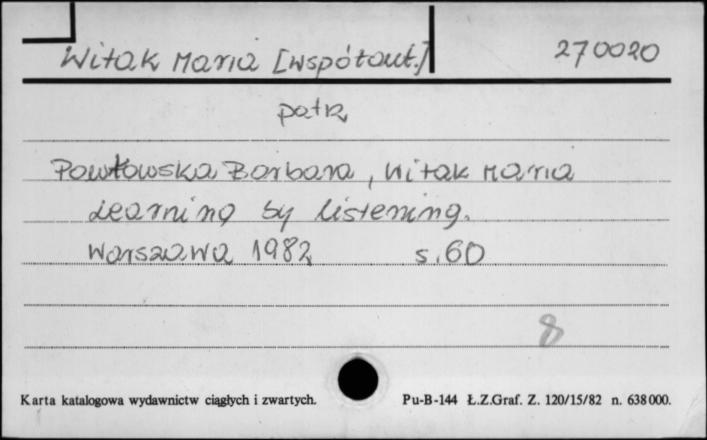 Witak Maria [współaut.] 270020
patrz
Pawłowska Barbara, Witak Maria
Learning by listening.
Warszawa 1982 s. 60
8
Karta katalogowa wydawnictw ciągłych i zwartych. Pu-B-144 Ł.Z.Graf. Z. 120/15/82 n. 638000.